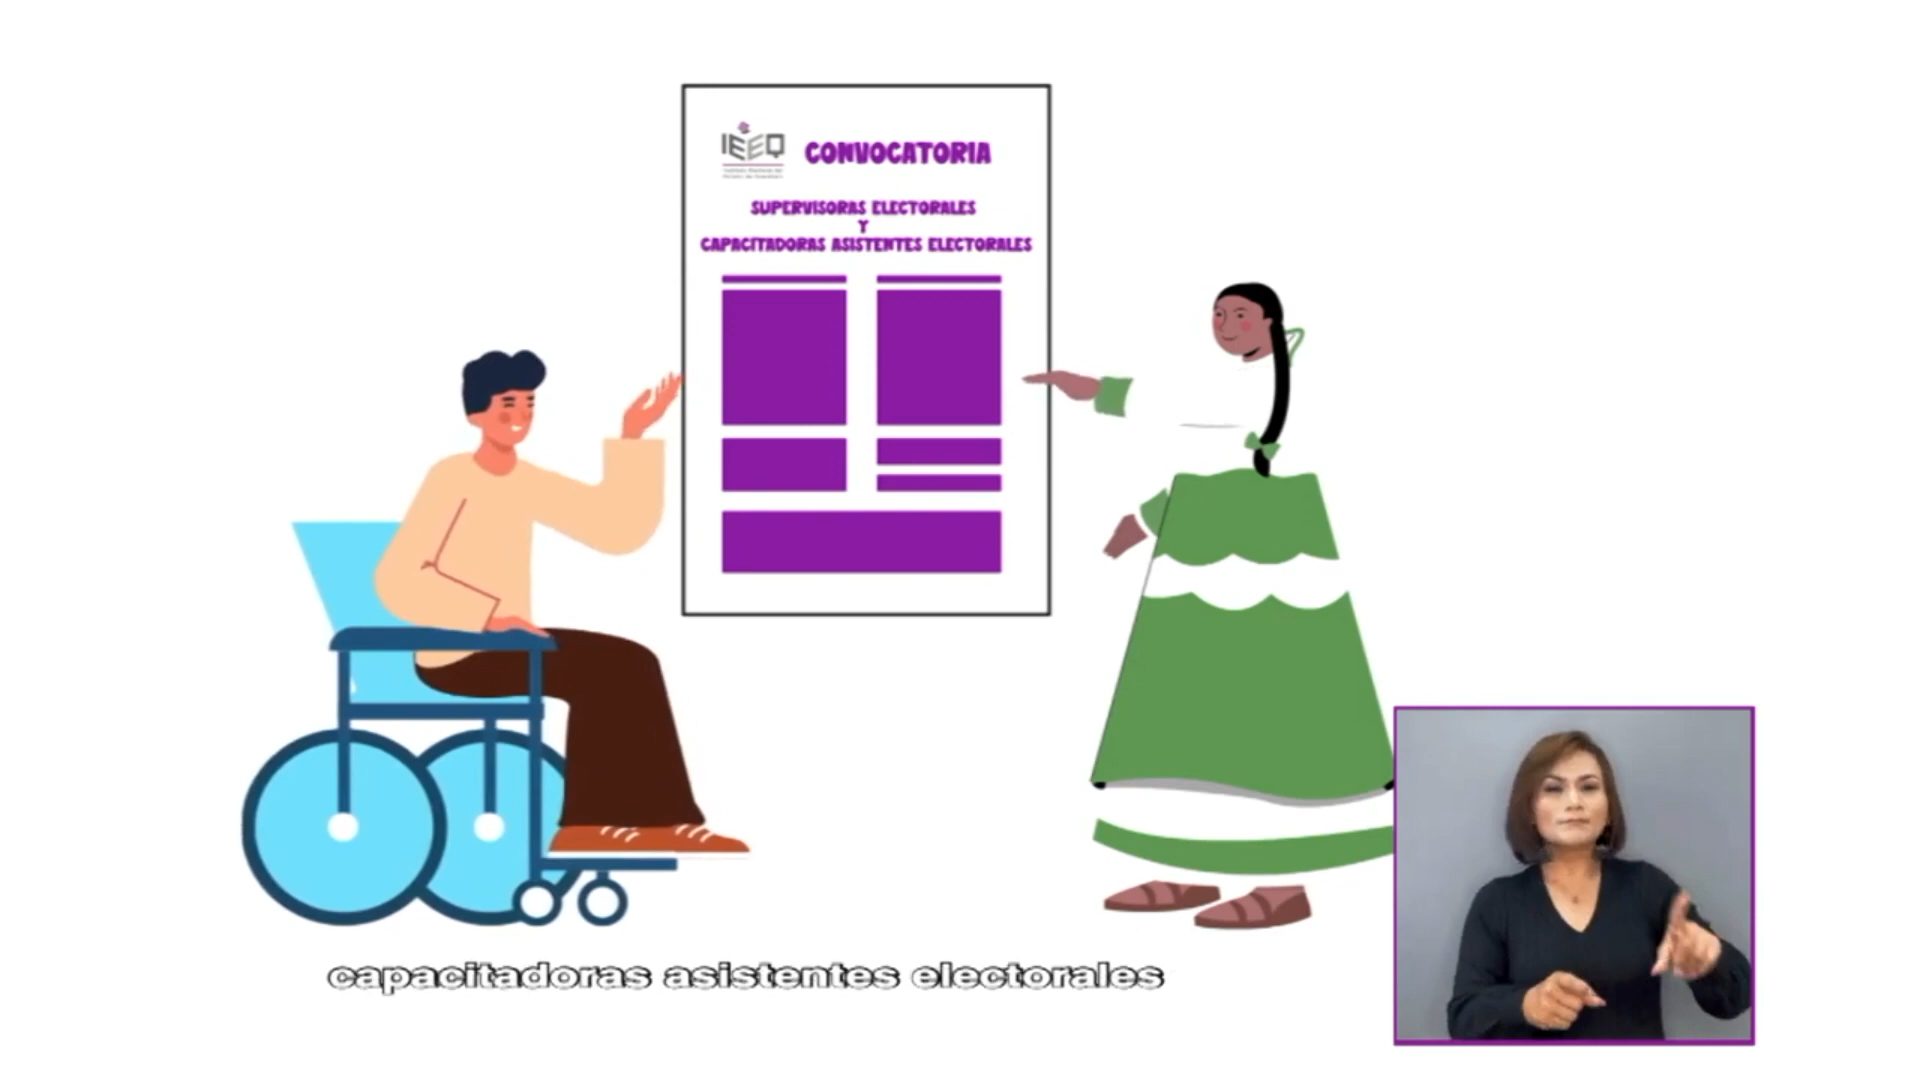 IEEQ
CONVOCATORIA
SUPERVISORAS ELECTORALES
Y
CAPACITADORAS ASISTENTES ELECTORALES
capacitadoras asistentes electorales